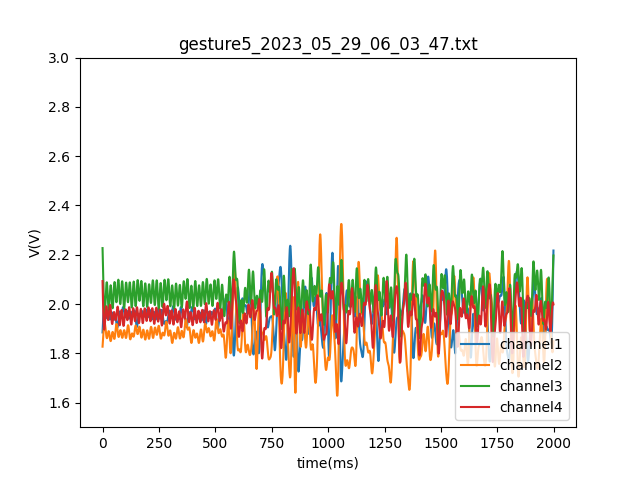 gesture5_2023_05_29_06_03_47.txt
3.0
2.8
2.6
2.4
2.2
2.0
1.8
1.6
V(V)
channel1
channel2
channel3
channel4
0 250 500 750 1000 1250 1500 1750 2000
time(ms)